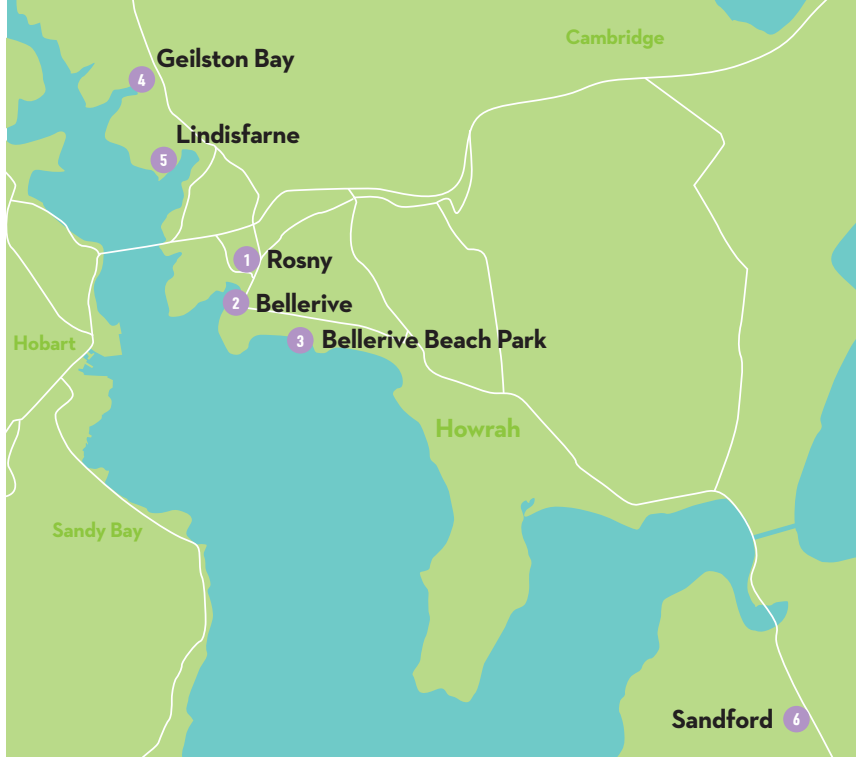 Cambridge
4 Geilston Bay
5 Lindisfarne
1 Rosny
2 Bellerive
3 Bellerive Beach Park
Hobart
Howrah
Sandy Bay
Sandford 6